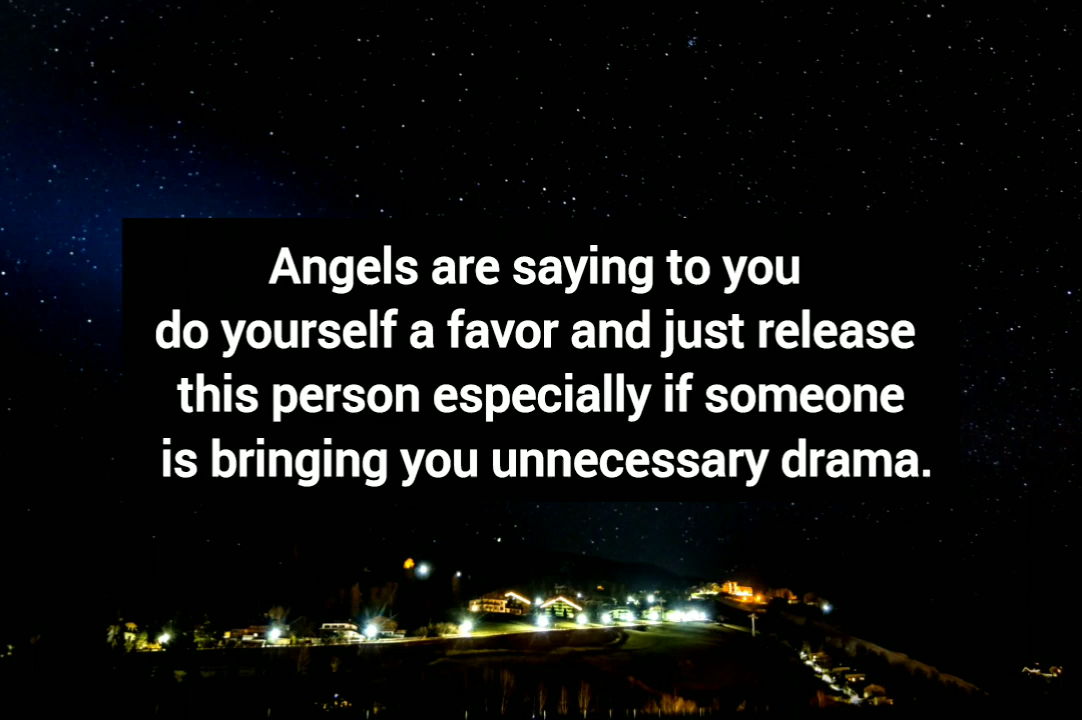 Angels are saying to you
do yourself a favor and just release
this person especially if someone
is bringing you unnecessary drama.